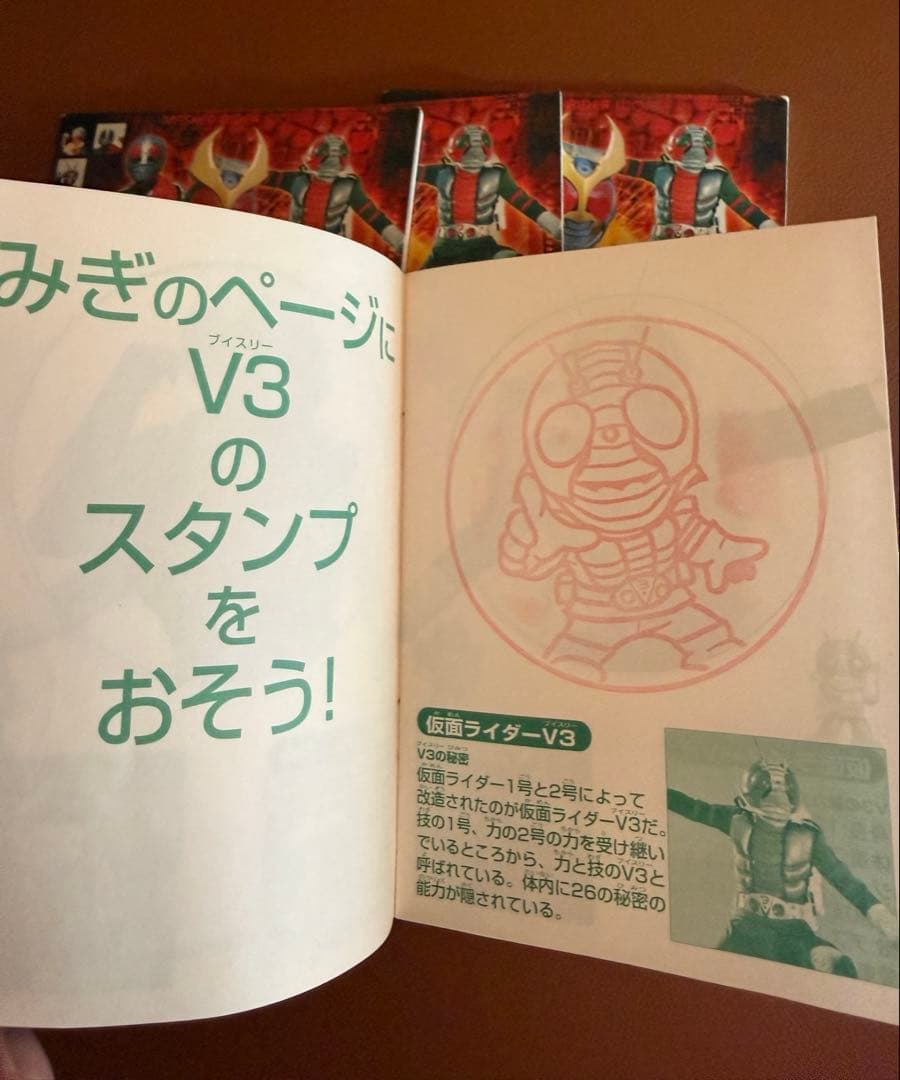 みぎのページに
ブイスリー
V3
の
スタンプ
を
おそう!
仮面ライダーV3
V3の秘密
仮面ライダー1号と2号によって
改造されたのが仮面ライダーV3だ。
技の1号、力の2号の力を受け継い
でいるところから、力と技のV3と
呼ばれている。体内に26の秘密の
能力が隠されている。